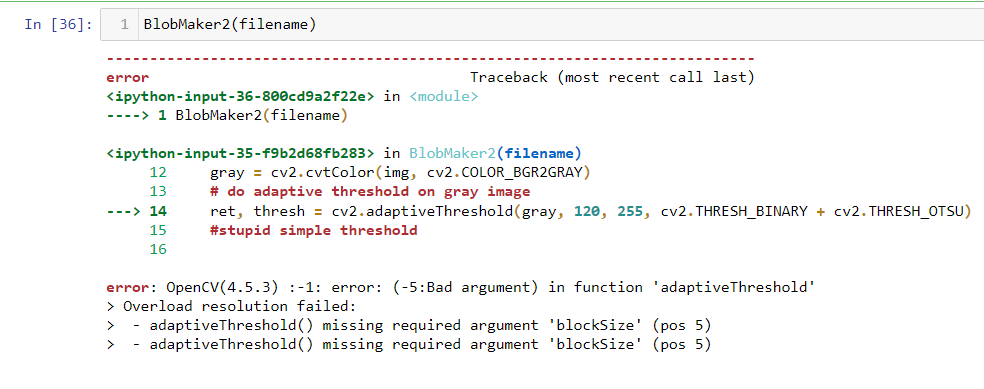 In [36]: 1 BlobMaker2(filename)
---------------------------------------------------------------------------
error Traceback (most recent call last)
<ipython-input-36-800cd9a2f22e> in <module>
----> 1 BlobMaker2(filename)
<ipython-input-35-f9b2d68fb283> in BlobMaker2(filename)
12 gray = cv2.cvtColor(img, cv2.COLOR_BGR2GRAY)
13 # do adaptive threshold on gray image
---> 14 ret, thresh = cv2.adaptiveThreshold(gray, 120, 255, cv2.THRESH_BINARY + cv2.THRESH_OTSU)
15 #stupid simple threshold
16
error: OpenCV(4.5.3) :-1: error: (-5:Bad argument) in function 'adaptiveThreshold'
> Overload resolution failed:
>  - adaptiveThreshold() missing required argument 'blockSize' (pos 5)
>  - adaptiveThreshold() missing required argument 'blockSize' (pos 5)